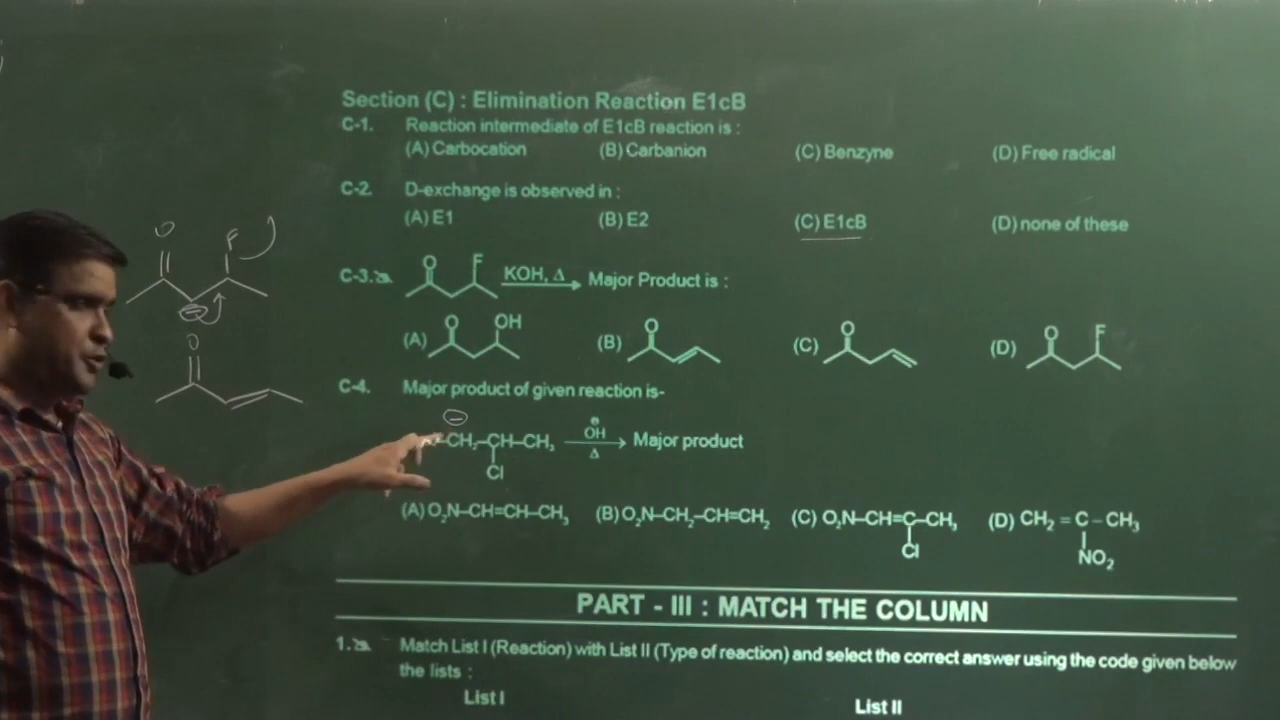 Section (C) : Elimination Reaction E1cB
C-1. Reaction intermediate of E1cB reaction is :
(A) Carbocation (B) Carbanion (C) Benzyne (D) Free radical
C-2. D-exchange is observed in :
(A) E1 (B) E2 (C) E1cB (D) none of these
C-3. O F KOH, Δ Major Product is :
(A) O OH (B) O (C) O (D) O F
C-4. Major product of given reaction is-
CH₂–CH–CH₃ OH Δ Major product
Cl
(A) O₂N–CH=CH–CH₃ (B) O₂N–CH₂–CH=CH₂ (C) O₂N–CH=C–CH₃ (D) CH₂ = C – CH₃
Cl NO₂
PART - III : MATCH THE COLUMN
1. Match List I (Reaction) with List II (Type of reaction) and select the correct answer using the code given below
the lists :
List I List II
O F
O